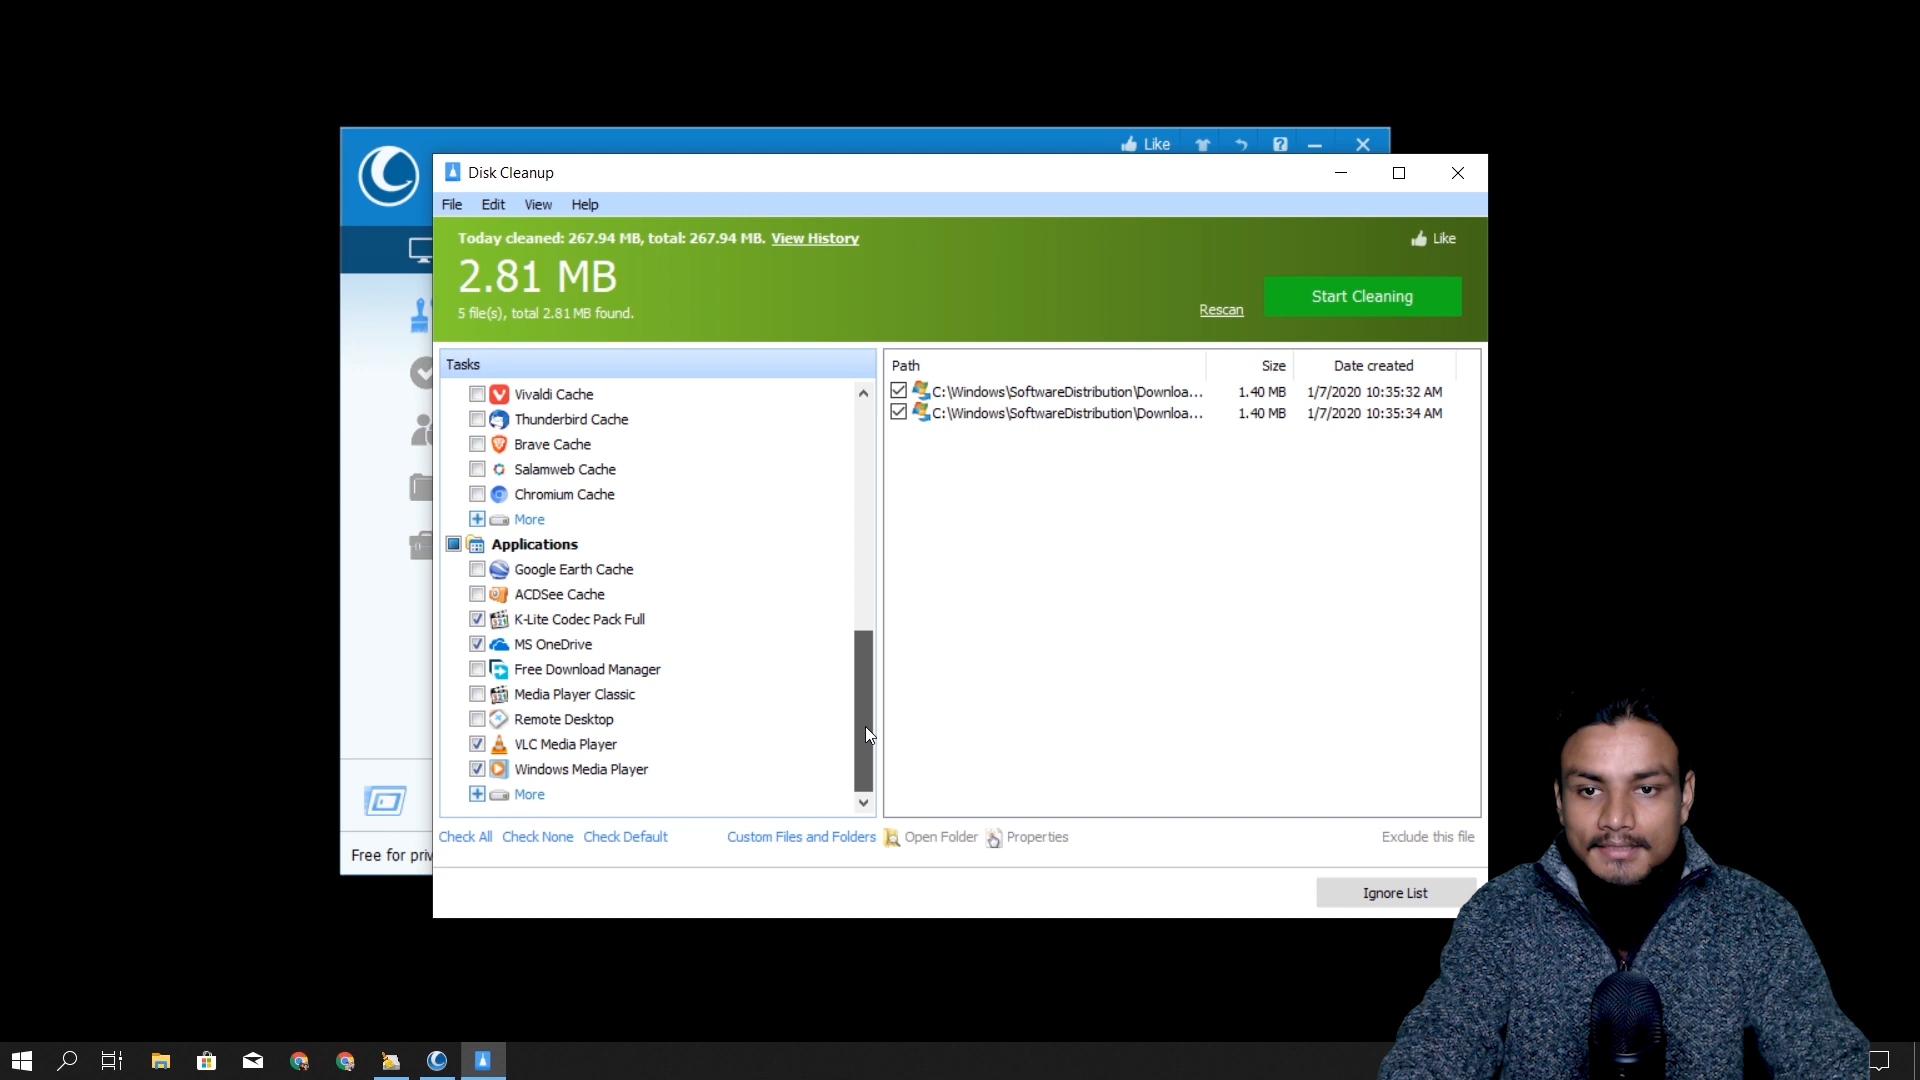 Like
Disk Cleanup
File Edit View Help
Today cleaned: 267.94 MB, total: 267.94 MB. View History
Like
2.81 MB
Start Cleaning
5 file(s), total 2.81 MB found.
Rescan
Tasks
Vivaldi Cache
Thunderbird Cache
Brave Cache
Salamweb Cache
Chromium Cache
More
Applications
Google Earth Cache
ACDSee Cache
K-Lite Codec Pack Full
MS OneDrive
Free Download Manager
Media Player Classic
Remote Desktop
VLC Media Player
Windows Media Player
More
Path Size Date created
C:\Windows\SoftwareDistribution\Downloa... 1.40 MB 1/7/2020 10:35:32 AM
C:\Windows\SoftwareDistribution\Downloa... 1.40 MB 1/7/2020 10:35:34 AM
Check All Check None Check Default Custom Files and Folders Open Folder Properties Exclude this file
Free for priv
Ignore List